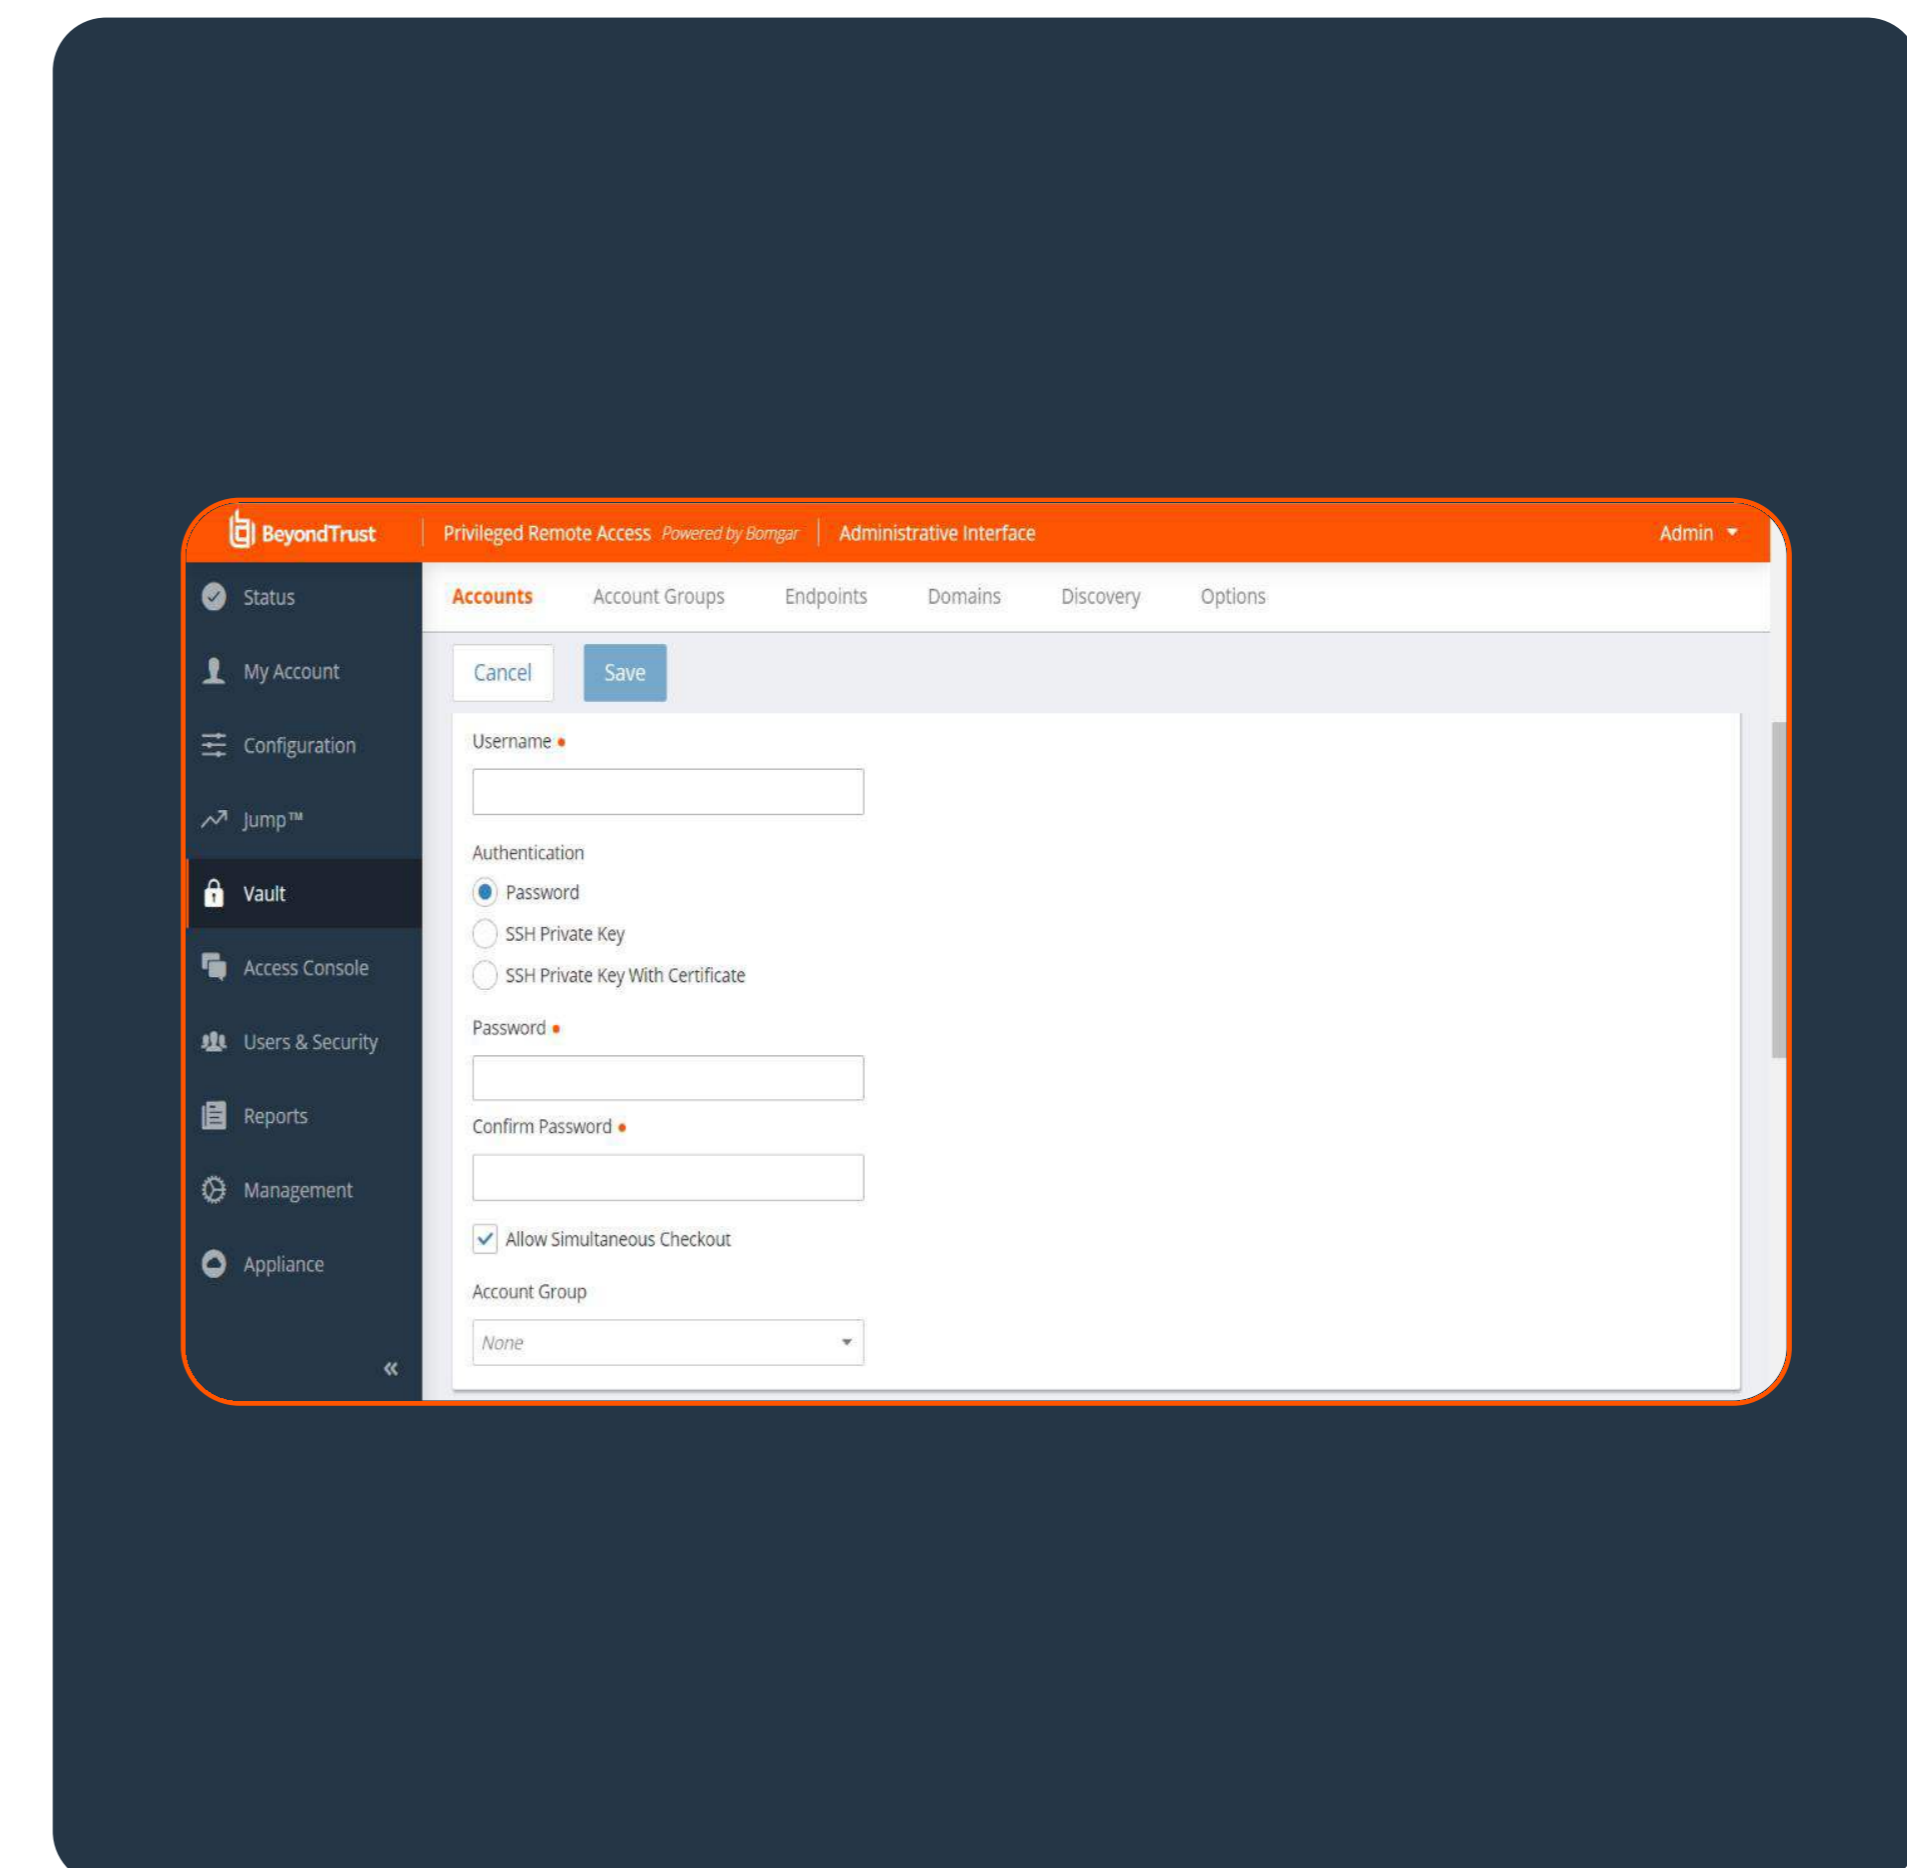 BeyondTrust Privileged Remote Access Powered by Bomgar Administrative Interface Admin
Status
My Account
Configuration
Jump™
Vault
Access Console
Users & Security
Reports
Management
Appliance
«
Accounts Account Groups Endpoints Domains Discovery Options
Cancel Save
Username
Authentication
Password
SSH Private Key
SSH Private Key With Certificate
Password
Confirm Password
Allow Simultaneous Checkout
Account Group
None